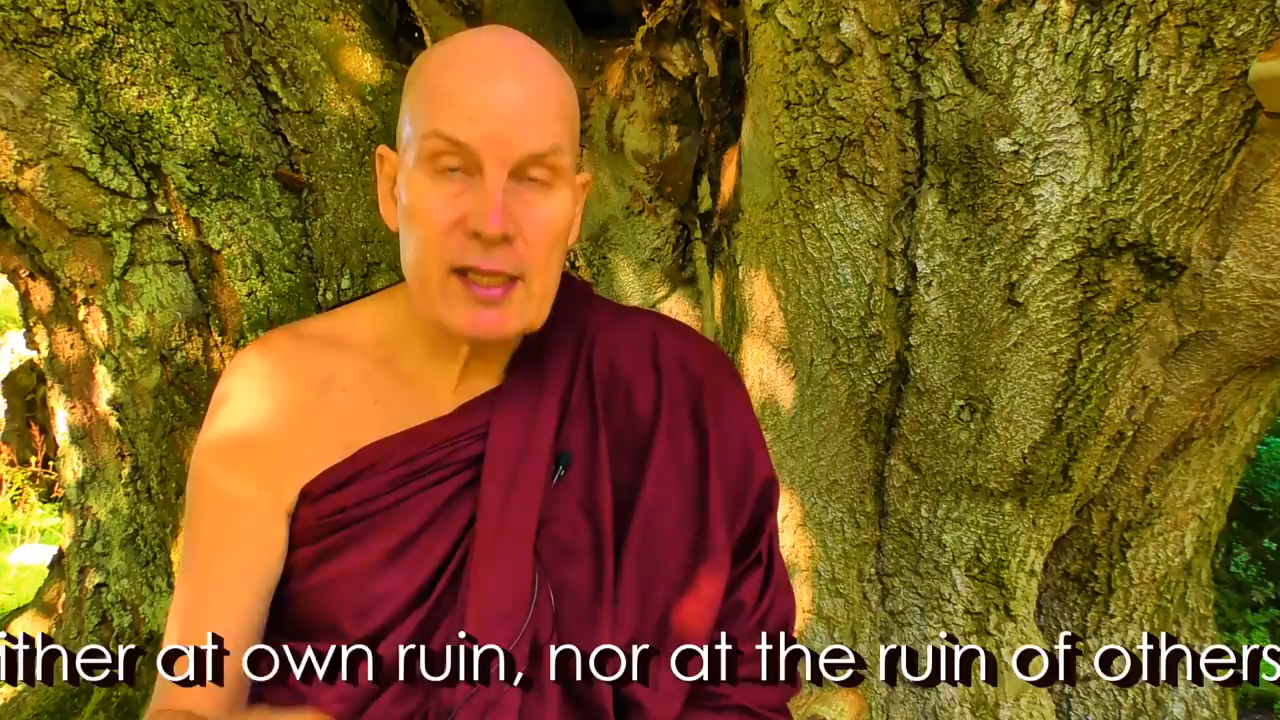 ither at own ruin, nor at the ruin of others